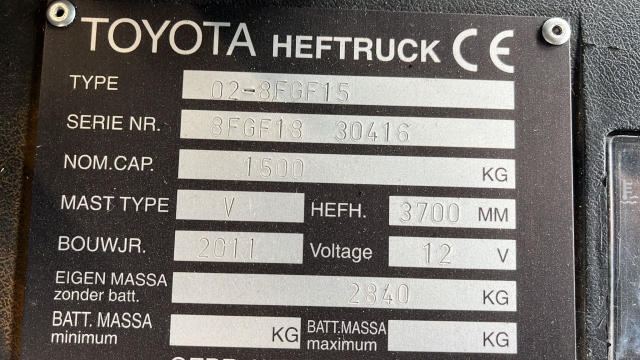 TOYOTA HEFTRUCK CE
TYPE 02-8FGF15
SERIE NR. 8FGF18 30416
NOM.CAP. 1500 KG
MAST TYPE V HEFH. 3700 MM
BOUWJR. 2011 Voltage 12 V
EIGEN MASSA zonder batt. 2840 KG
BATT. MASSA minimum KG BATT.MASSA maximum KG